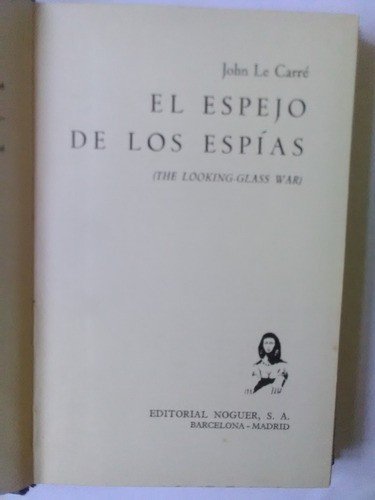 John Le Carré
EL ESPEJO
DE LOS ESPÍAS
(THE LOOKING-GLASS WAR)
EDITORIAL NOGUER, S. A.
BARCELONA - MADRID